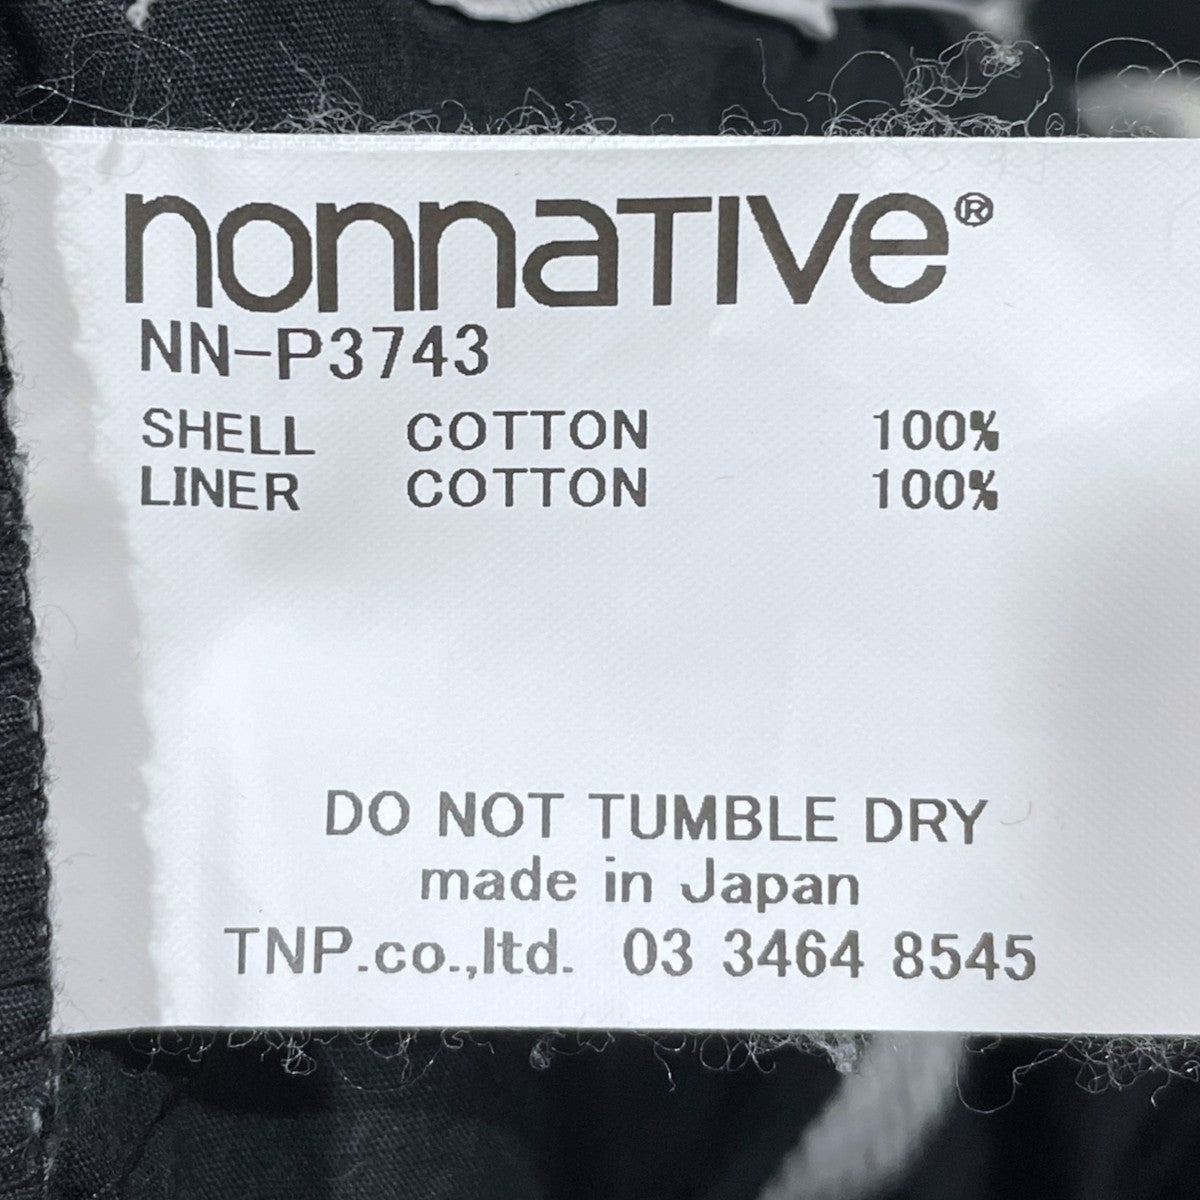 nonnaTIVe®
NN-P3743
SHELL COTTON 100%
LINER COTTON 100%
DO NOT TUMBLE DRY
made in Japan
TNP.co.,ltd. 03 3464 8545